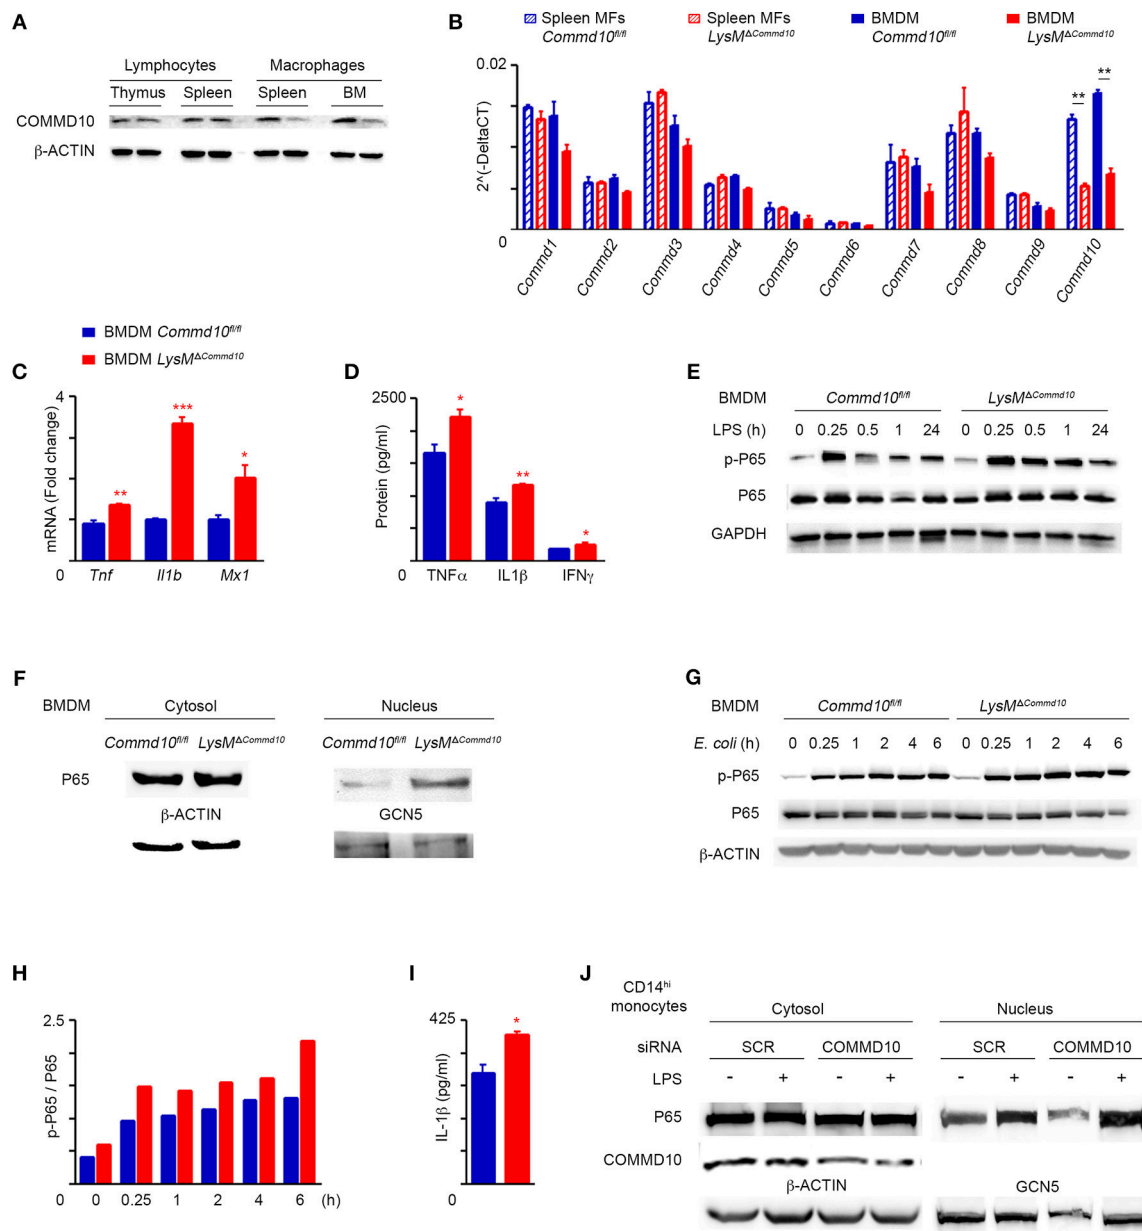 A
Lymphocytes Macrophages
Thymus Spleen Spleen BM
COMMD10
β-ACTIN
B
Spleen MFs Commd10fl/fl
Spleen MFs LysMΔCommd10
BMDM Commd10fl/fl
BMDM LysMΔCommd10
0.02
2^(-DeltaCT)
0
** **
Commd1 Commd2 Commd3 Commd4 Commd5 Commd6 Commd7 Commd8 Commd9 Commd10
BMDM Commd10fl/fl
BMDM LysMΔCommd10
C
4
mRNA (Fold change)
0
** *** *
Tnf Il1b Mx1
D
2500
Protein (pg/ml)
0
* ** *
TNFα IL1β IFNγ
E
BMDM Commd10fl/fl LysMΔCommd10
LPS (h) 0 0.25 0.5 1 24 0 0.25 0.5 1 24
p-P65
P65
GAPDH
F
BMDM Cytosol Nucleus
Commd10fl/fl LysMΔCommd10 Commd10fl/fl LysMΔCommd10
P65
β-ACTIN GCN5
G
BMDM Commd10fl/fl LysMΔCommd10
E. coli (h) 0 0.25 1 2 4 6 0 0.25 1 2 4 6
p-P65
P65
β-ACTIN
H
2.5
p-P65 / P65
0
0 0.25 1 2 4 6 (h)
I
425
IL-1β (pg/ml)
0
*
J
CD14hi
monocytes
Cytosol Nucleus
siRNA SCR COMMD10 SCR COMMD10
LPS - + - + - + - +
P65
COMMD10
β-ACTIN GCN5